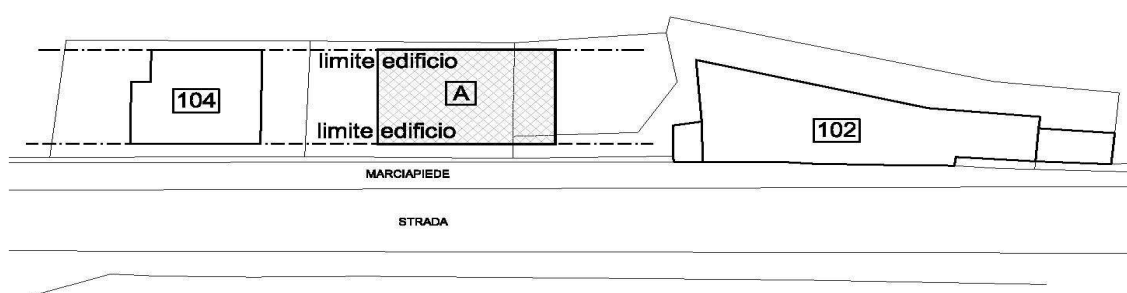 limite edificio
104
A
102
limite edificio
MARCIAPIEDE
STRADA